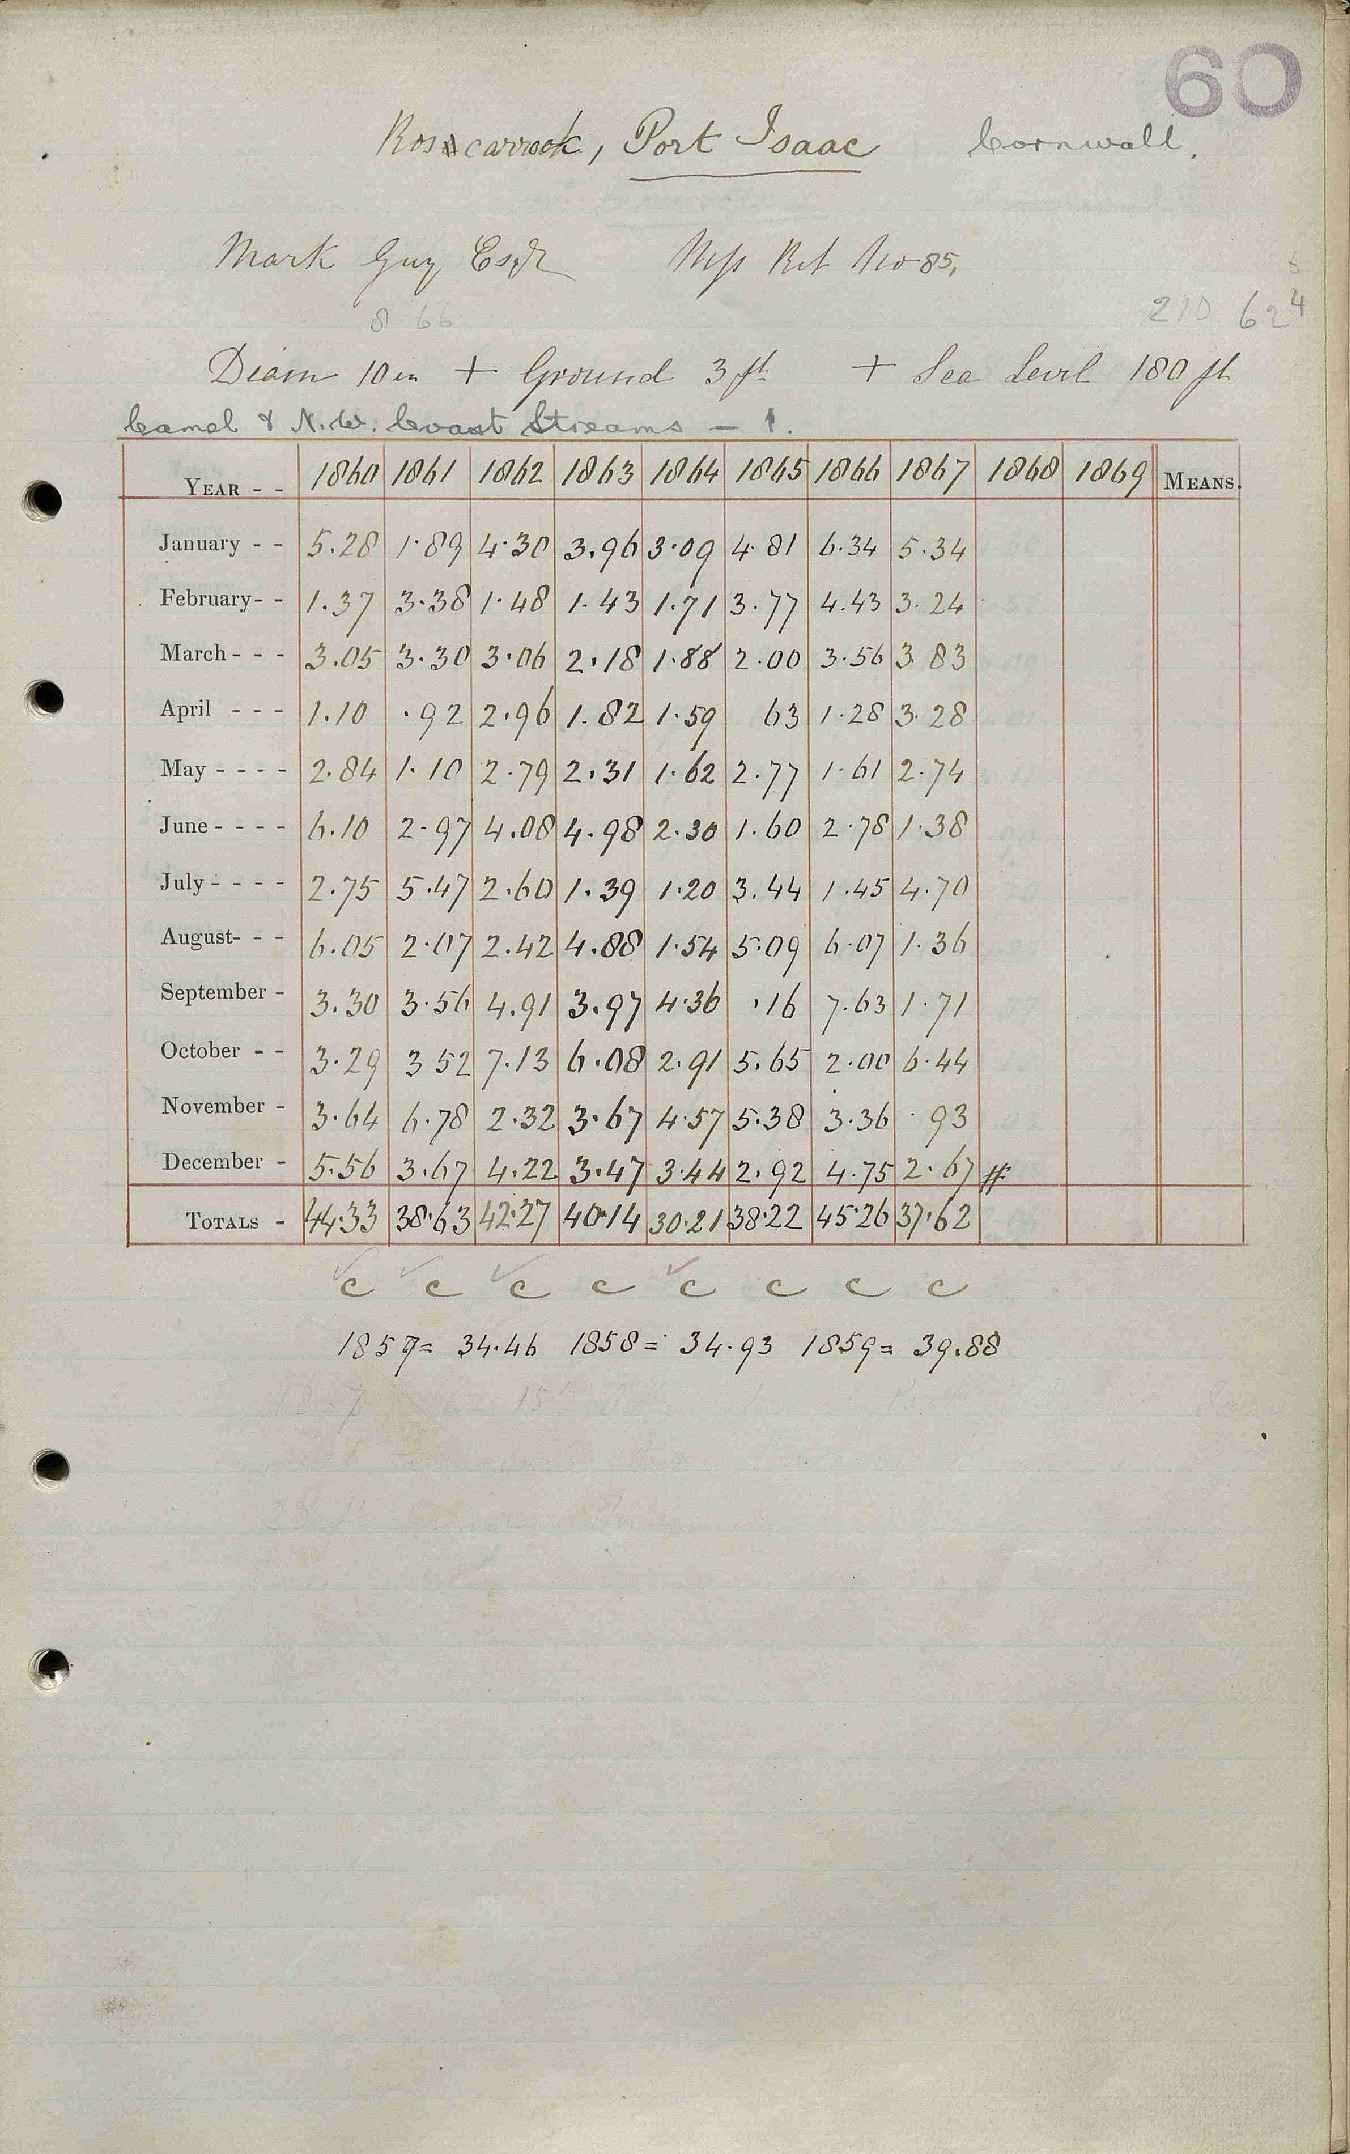 60
Roscarrock, Port Isaac Cornwall.
Mark Guy Esqr Mss Ret No 85,
8 66
210 62 4
Diam 10 in + Ground 3 ft + Sea Level 180 ft
Camel & N.W. Coast Streams — 1.
YEAR - - 1860 1861 1862 1863 1864 1865 1866 1867 1868 1869 MEANS.
January - - 5.28 1.89 4.30 3.96 3.09 4.81 6.34 5.34
February - - 1.37 3.38 1.48 1.43 1.71 3.77 4.43 3.24
March - - - 3.05 3.30 3.06 2.18 1.88 2.00 3.56 3 83
April - - - 1.10 .92 2.96 1.82 1.59 63 1.28 3.28
May - - - - 2.84 1.10 2.79 2.31 1.62 2.77 1.61 2.74
June - - - - 6.10 2.97 4.08 4.98 2.30 1.60 2.78 1.38
July - - - - 2.75 5.47 2.60 1.39 1.20 3.44 1.45 4.70
August - - - 6.05 2.07 2.42 4.88 1.54 5.09 6.07 1.36
September - 3.30 3.56 4.91 3.97 4.36 .16 7.63 1.71
October - - 3.29 3 52 7.13 6.08 2.91 5.65 2.00 6.44
November - 3.64 6.78 2.32 3.67 4.57 5.38 3.36 .93
December - 5.56 3.67 4.22 3.47 3.44 2.92 4.75 2.67 #
TOTALS - 44.33 38.63 42.27 40.14 30.21 38.22 45.26 37.62
c c c c c c c c
1857= 34.46 1858= 34.93 1859= 39.88